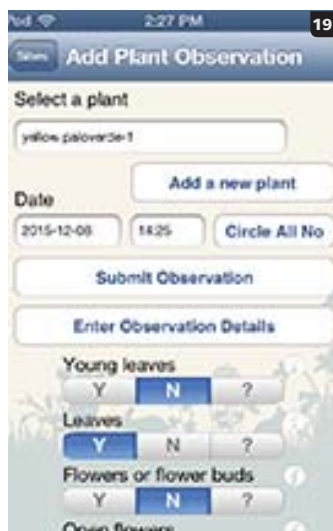 iPod 2:27 PM 19
Sites Add Plant Observation
Select a plant
yellow paloverde-1
Add a new plant
Date
2015-12-08 14:25 Circle All No
Submit Observation
Enter Observation Details
Young leaves
Y N ?
Leaves
Y N ?
Flowers or flower buds
Y N ?
Open flowers